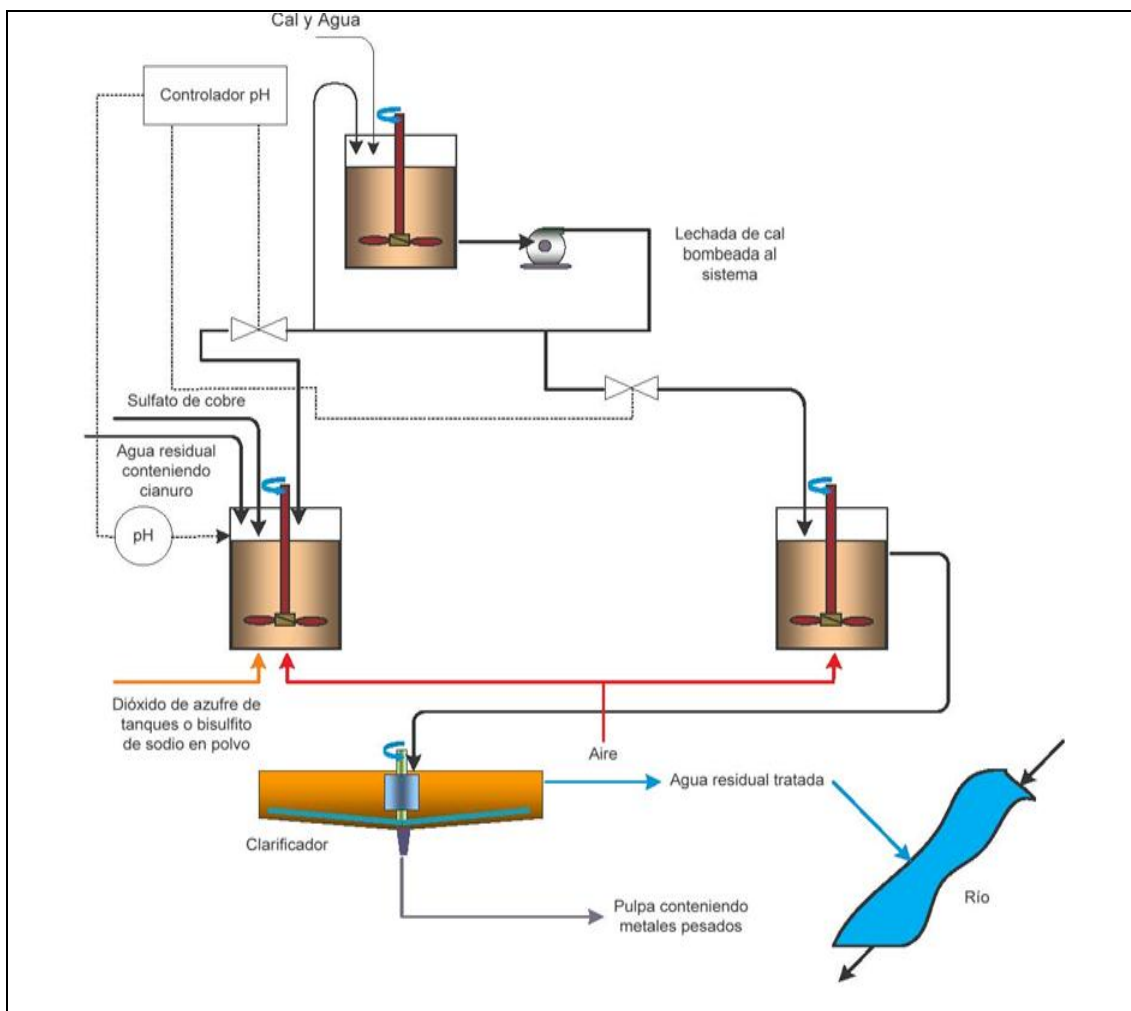 Cal y Agua
Controlador pH
Lechada de cal
bombeada al
sistema
Sulfato de cobre
Agua residual
conteniendo
cianuro
pH
Dióxido de azufre de
tanques o bisulfito
de sodio en polvo
Aire
Agua residual tratada
Clarificador
Río
Pulpa conteniendo
metales pesados